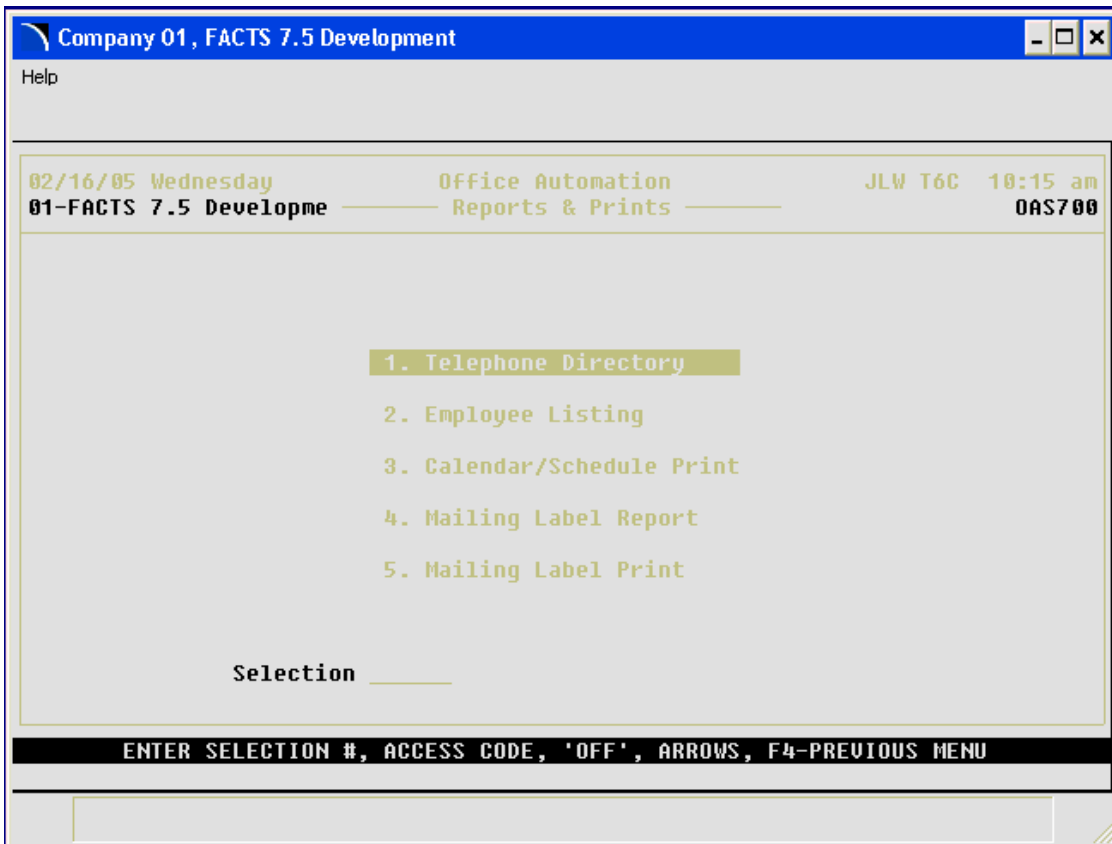 Company 01, FACTS 7.5 Development
Help
02/16/05 Wednesday Office Automation JLW T6C 10:15 am
01-FACTS 7.5 Developme Reports & Prints OAS700
1. Telephone Directory
2. Employee Listing
3. Calendar/Schedule Print
4. Mailing Label Report
5. Mailing Label Print
Selection ______
ENTER SELECTION #, ACCESS CODE, 'OFF', ARROWS, F4-PREVIOUS MENU